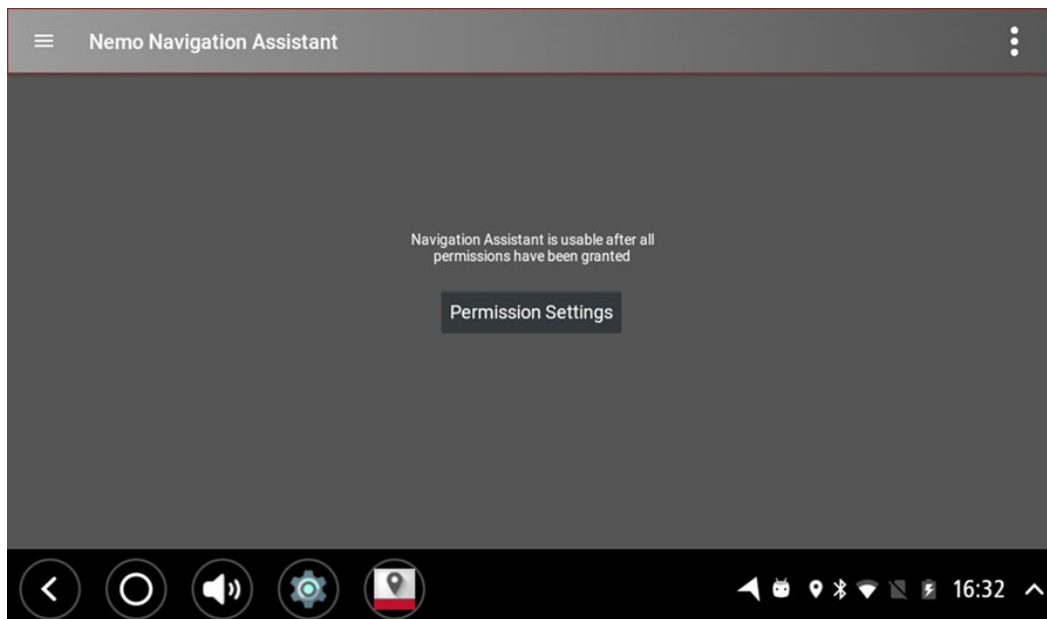 Nemo Navigation Assistant
Navigation Assistant is usable after all
permissions have been granted
Permission Settings
16:32